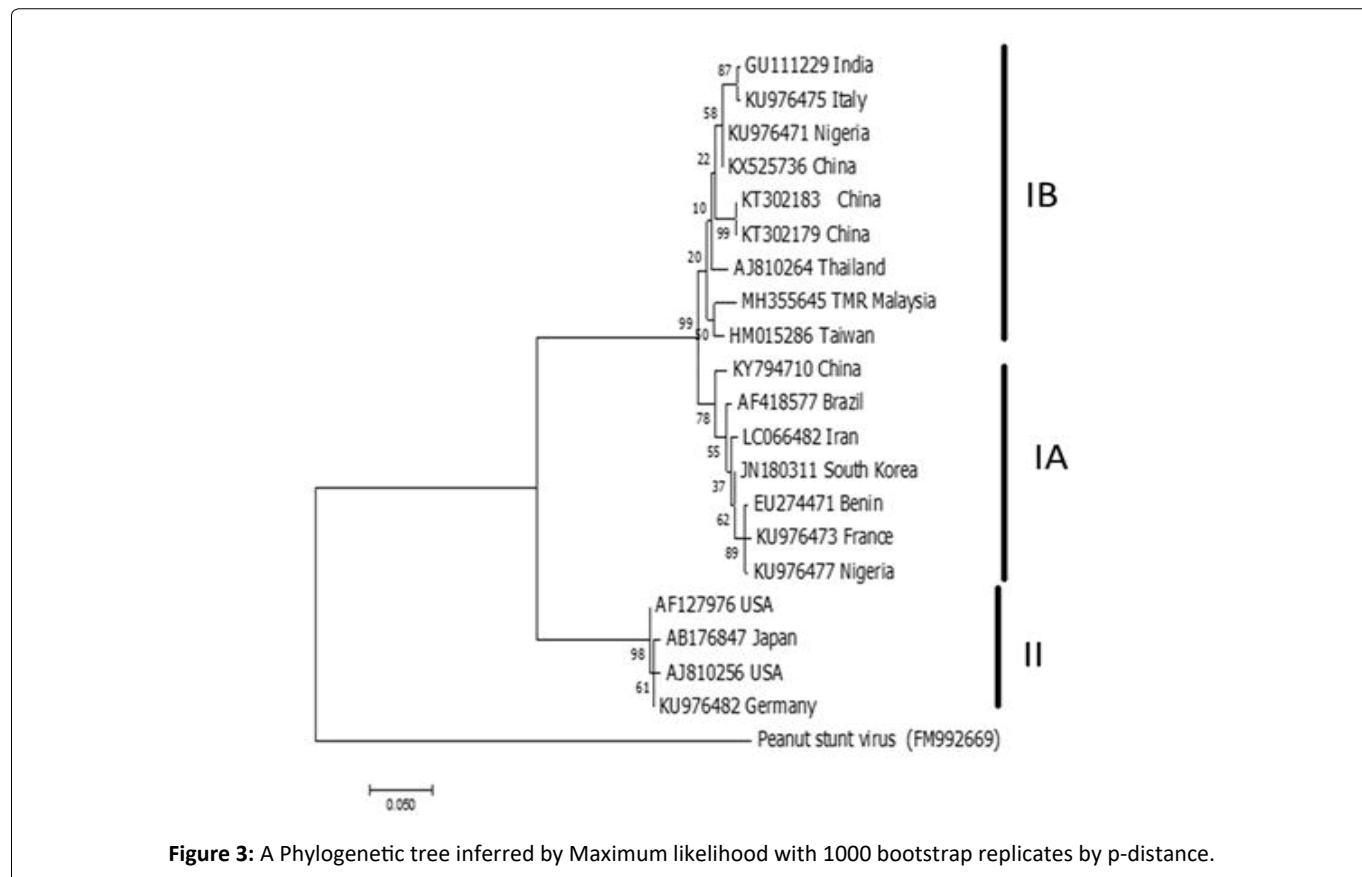 87 GU111229 India
KU976475 Italy
58
KU976471 Nigeria
22
KX525736 China
KT302183 China
10
99 KT302179 China
20
AJ810264 Thailand
MH355645 TMR Malaysia
99
50 HM015286 Taiwan
IB
KY794710 China
78
AF418577 Brazil
LC066482 Iran
55
JN180311 South Korea
37
EU274471 Benin
62
KU976473 France
89
KU976477 Nigeria
IA
AF127976 USA
AB176847 Japan
98
AJ810256 USA
61
KU976482 Germany
II
Peanut stunt virus (FM992669)
0.050
Figure 3: A Phylogenetic tree inferred by Maximum likelihood with 1000 bootstrap replicates by p-distance.